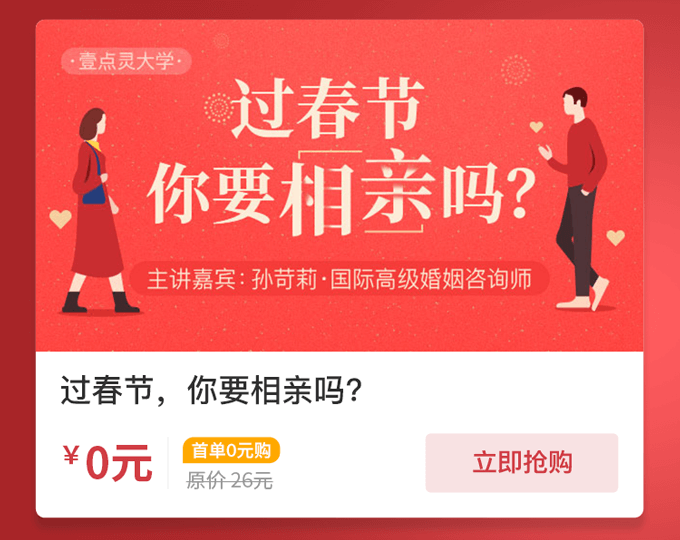 ·壹点灵大学·
过春节
你要相亲吗?
主讲嘉宾:孙苛莉·国际高级婚姻咨询师
过春节，你要相亲吗?
¥0元
首单0元购
原价 26元
立即抢购